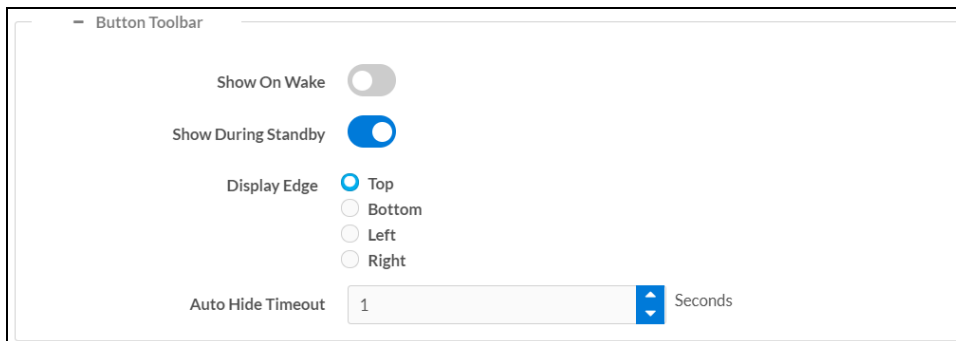 Button Toolbar
Show On Wake
Show During Standby
Display Edge Top
Bottom
Left
Right
Auto Hide Timeout 1 Seconds